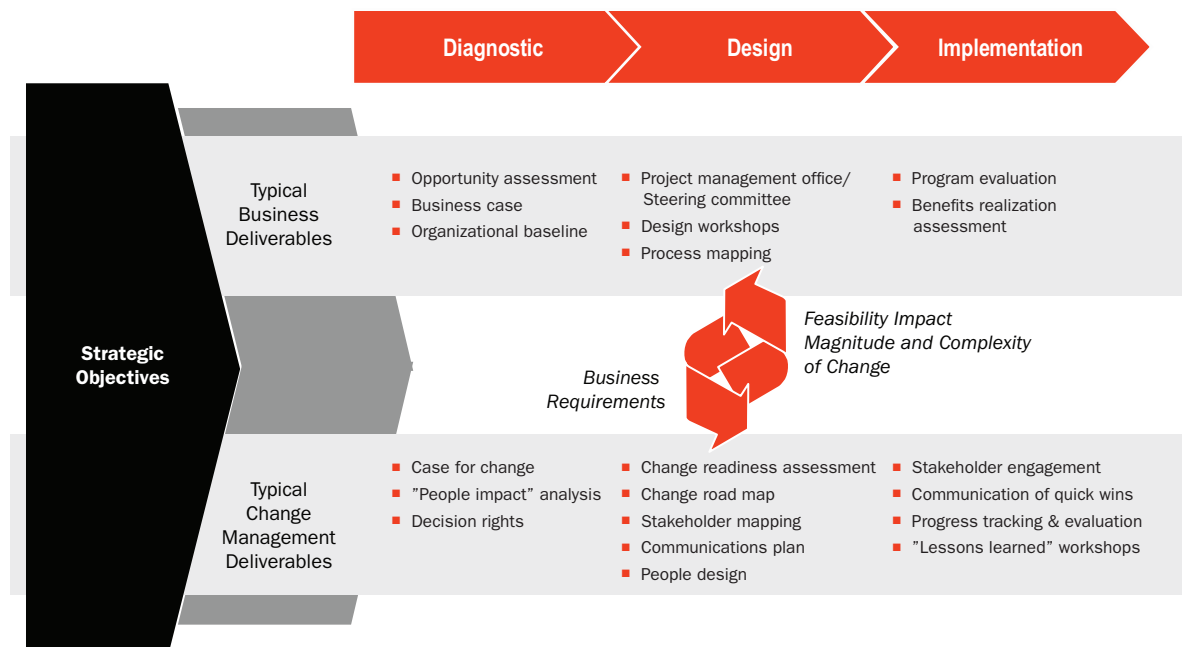 Diagnostic
Design
Implementation
Strategic
Objectives
Typical
Business
Deliverables
Opportunity assessment
Business case
Organizational baseline
Project management office/
Steering committee
Design workshops
Process mapping
Program evaluation
Benefits realization
assessment
Business
Requirements
Feasibility Impact
Magnitude and Complexity
of Change
Typical
Change
Management
Deliverables
Case for change
”People impact” analysis
Decision rights
Change readiness assessment
Change road map
Stakeholder mapping
Communications plan
People design
Stakeholder engagement
Communication of quick wins
Progress tracking & evaluation
”Lessons learned” workshops